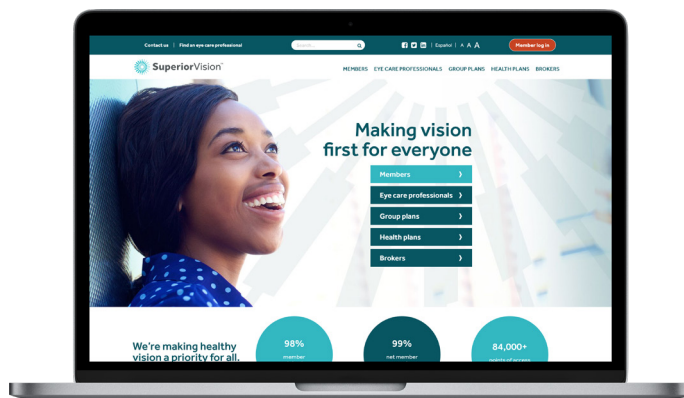 Contact us | Find an eye care professional
Search...
Español | A A A
Member log in
SuperiorVision™
MEMBERS EYE CARE PROFESSIONALS GROUP PLANS HEALTH PLANS BROKERS
Making vision
first for everyone
Members
Eye care professionals
Group plans
Health plans
Brokers
We're making healthy
vision a priority for all.
98%
member
99%
net member
84,000+
points of access